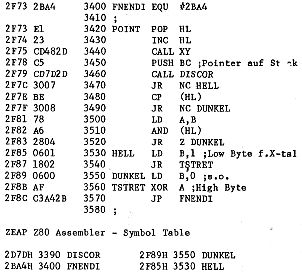 2F73 2BA4 3400 FNENDI EQU #2BA4
3410 ;
2F73 E1 3420 POINT POP HL
2F74 23 3430 INC HL
2F75 CD482D 3440 CALL XY
2F78 C5 3450 PUSH BC ;Pointer auf
2F79 CD7D2D 3460 CALL DISCOR
2F7C 3007 3470 JR NC HELL
2F7E BE 3480 CP (HL)
2F7F 3008 3490 JR NC DUNKEL
2F81 78 3500 LD A,B
2F82 A6 3510 AND (HL)
2F83 2804 3520 JR Z DUNKEL
2F85 0601 3530 HELL LD B,1 ;Low Byte f.X-tal
2F87 1802 3540 JR TSTRET
2F89 0600 3550 DUNKEL LD B,0 ;s.o.
2F8B AF 3560 TSTRET XOR A ;High Byte
2F8C C3A42B 3570 JP FNENDI
3580 ;
ZEAP 280 Assembler - Symbol Table
2D7DH 3390 DISCOR 2F89H 3550 DUNKEL
2BA4H 3400 FNENDI 2F85H 3530 HELL